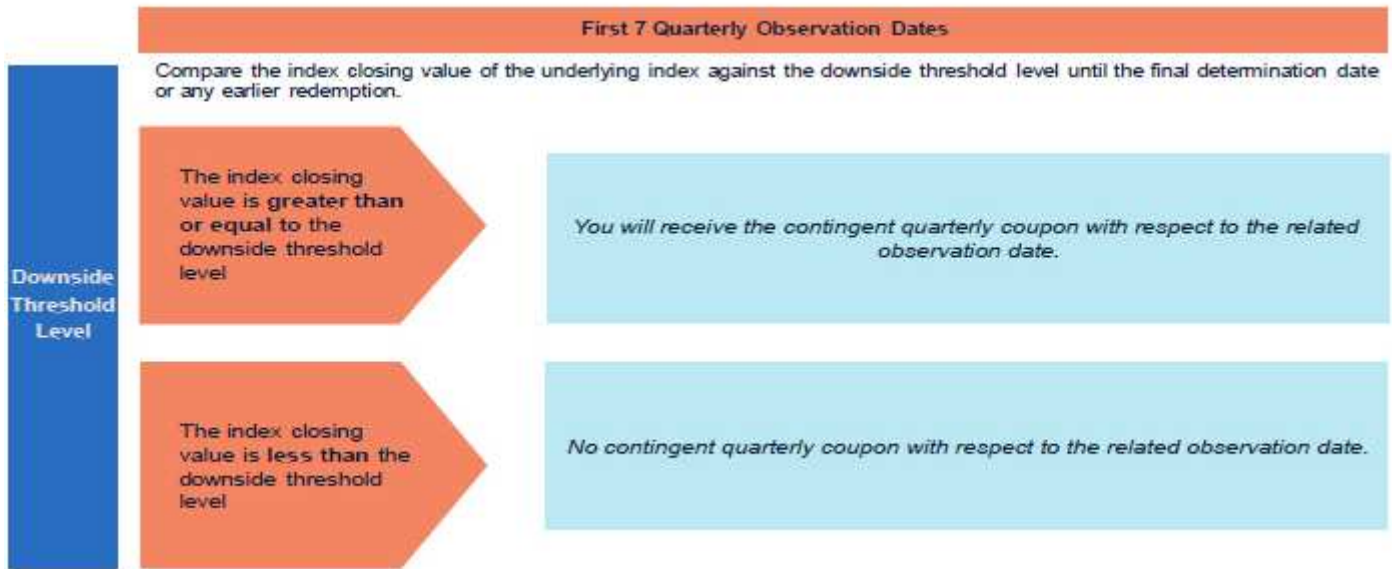 First 7 Quarterly Observation Dates
Compare the index closing value of the underlying index against the downside threshold level until the final determination date
or any earlier redemption.
Downside
Threshold
Level
The index closing
value is greater than
or equal to the
downside threshold
level
You will receive the contingent quarterly coupon with respect to the related
observation date.
The index closing
value is less than the
downside threshold
level
No contingent quarterly coupon with respect to the related observation date.